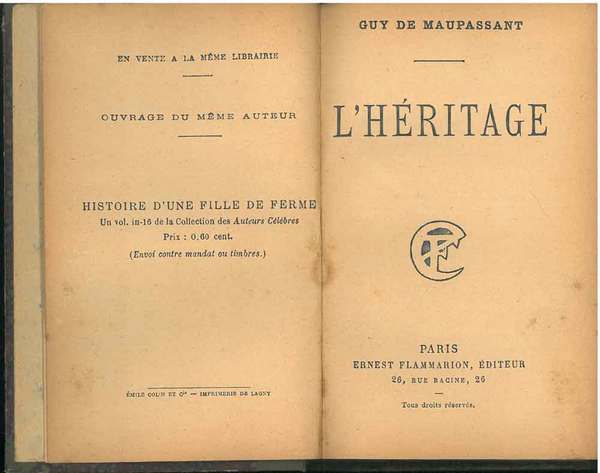 EN VENTE A LA MÊME LIBRAIRIE
OUVRAGE DU MÊME AUTEUR
HISTOIRE D'UNE FILLE DE FERME
Un vol. in-16 de la Collection des Auteurs Célèbres
Prix : 0,60 cent.
(Envoi contre mandat ou timbres.)
ÉMILE COLIN ET Cie — IMPRIMERIE DE LAGNY
GUY DE MAUPASSANT
L'HÉRITAGE
PARIS
ERNEST FLAMMARION, ÉDITEUR
26, RUE RACINE, 26
Tous droits réservés.